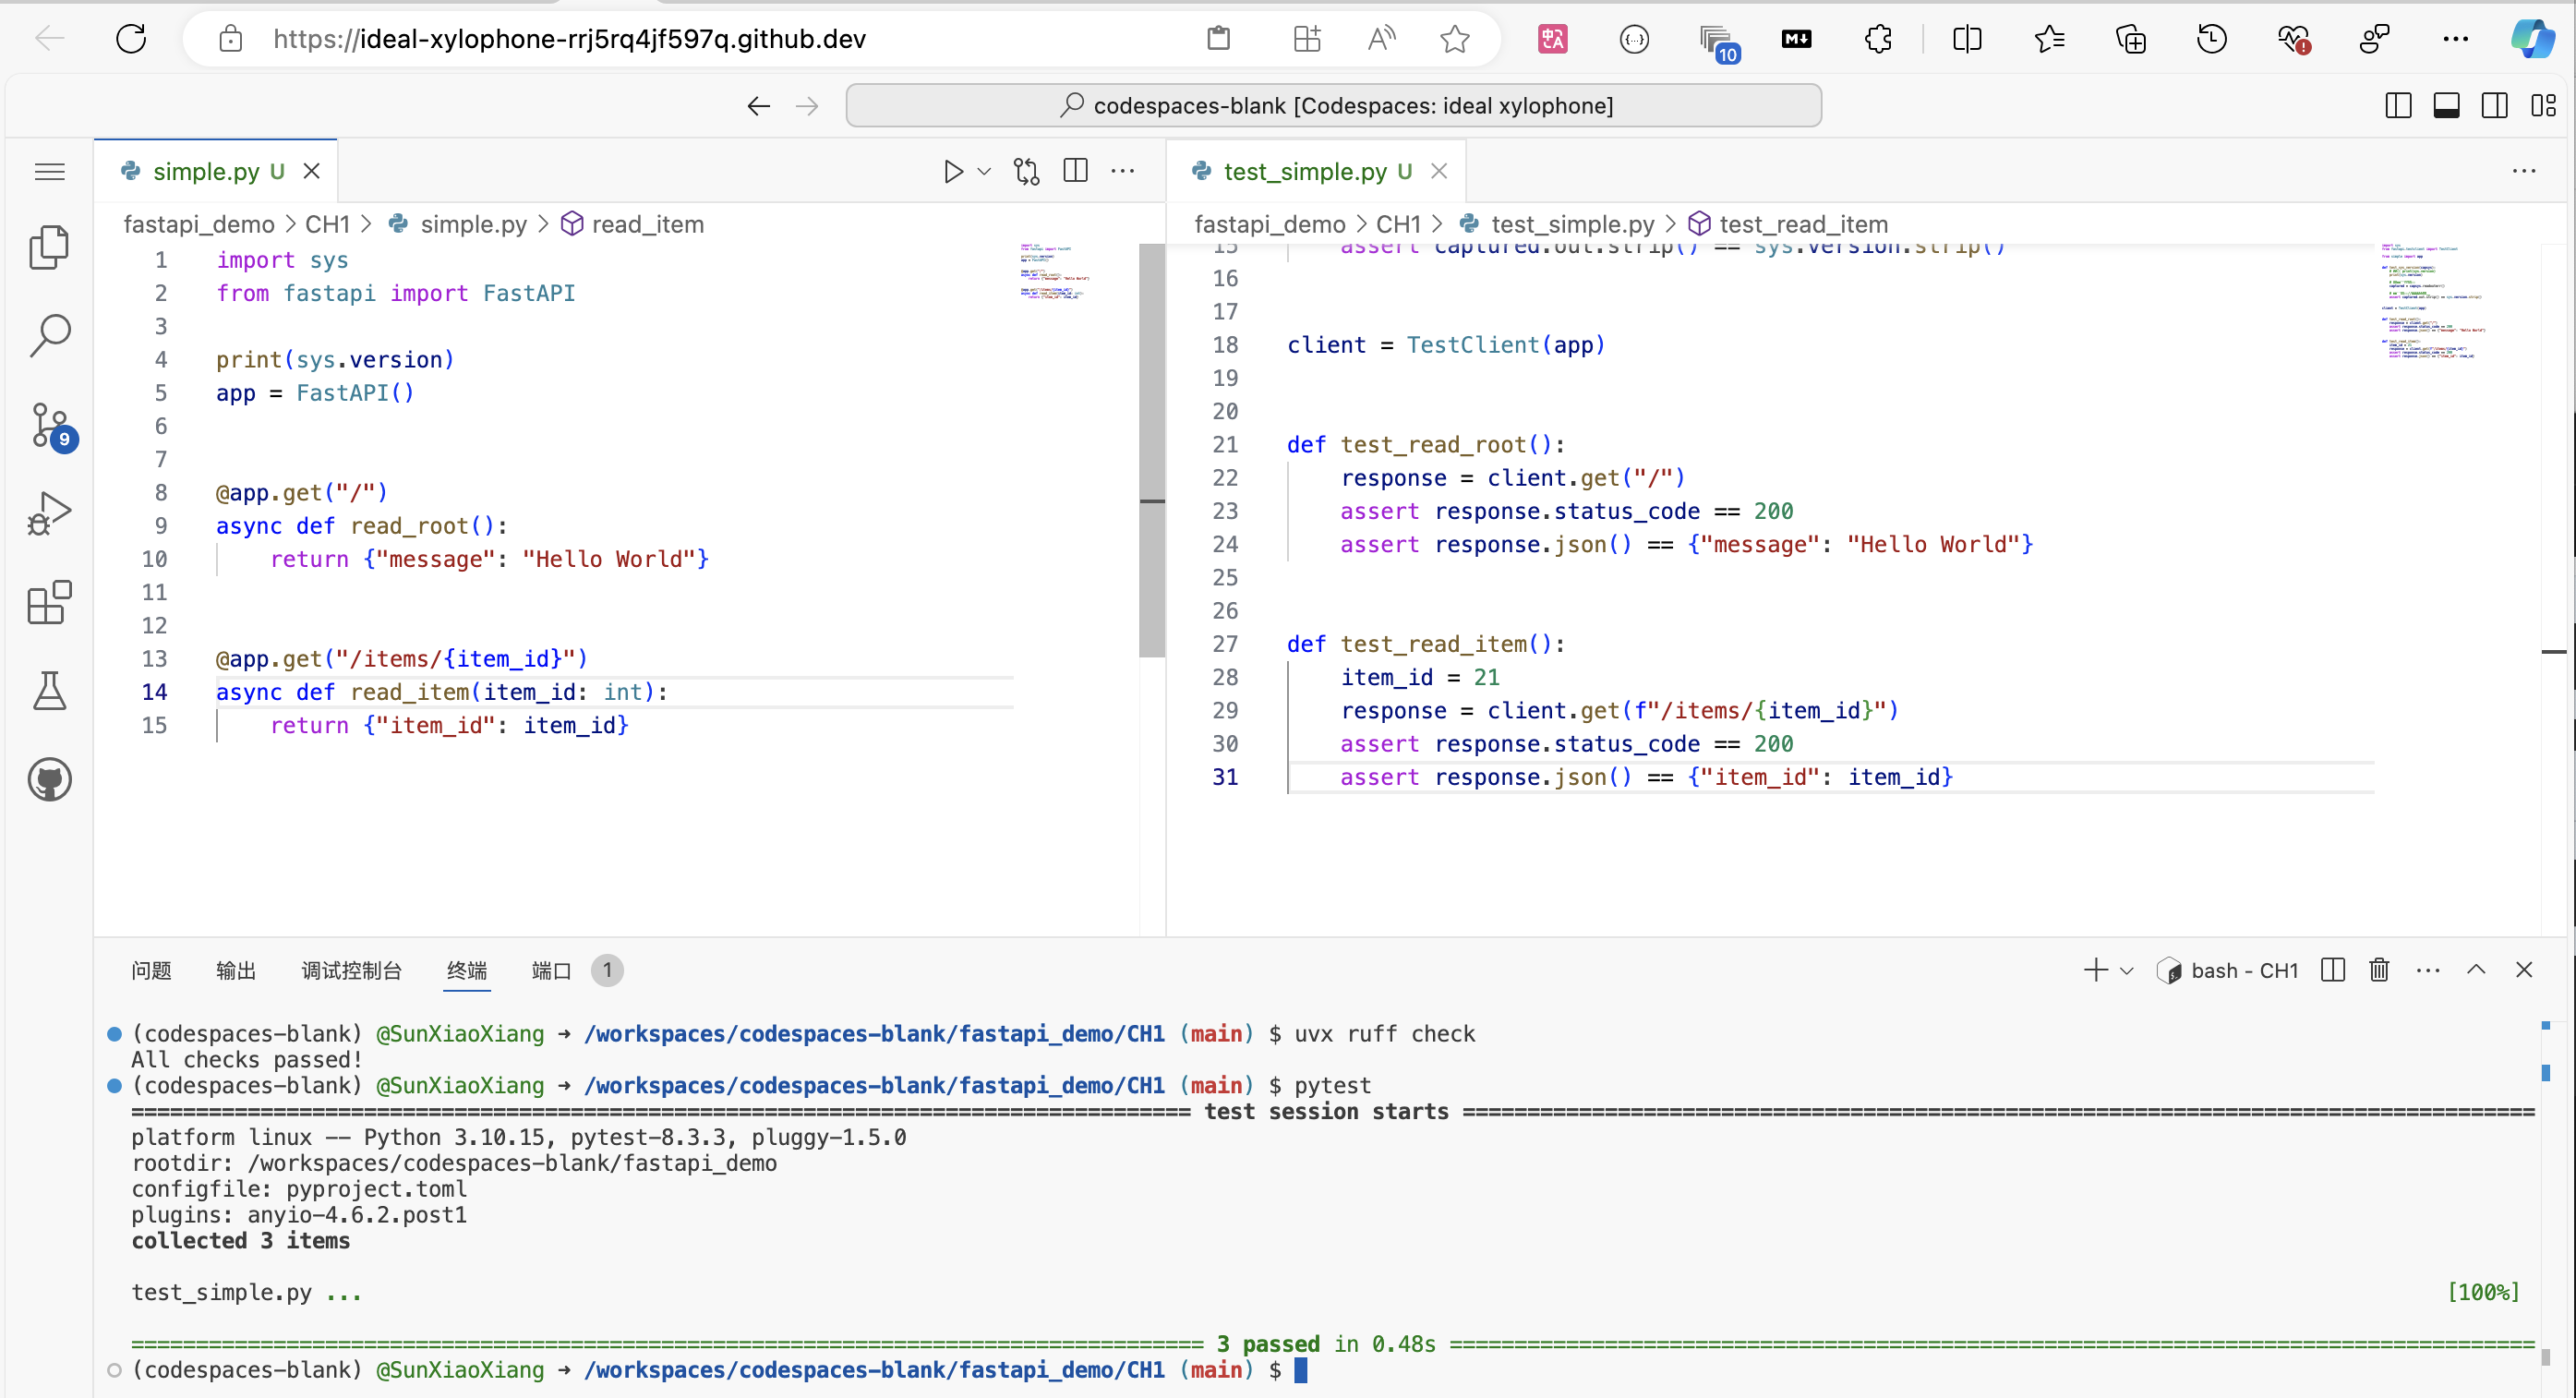 https://ideal-xylophone-rrj5rq4jf597q.github.dev
10
M↓
codespaces-blank [Codespaces: ideal xylophone]
simple.py U
fastapi_demo > CH1 > simple.py > read_item
1 import sys
2 from fastapi import FastAPI
3
4 print(sys.version)
5 app = FastAPI()
6
7
8 @app.get("/")
9 async def read_root():
10 return {"message": "Hello World"}
11
12
13 @app.get("/items/{item_id}")
14 async def read_item(item_id: int):
15 return {"item_id": item_id}
test_simple.py U
fastapi_demo > CH1 > test_simple.py > test_read_item
15 assert captured.out.strip() == sys.version.strip()
16
17
18 client = TestClient(app)
19
20
21 def test_read_root():
22 response = client.get("/")
23 assert response.status_code == 200
24 assert response.json() == {"message": "Hello World"}
25
26
27 def test_read_item():
28 item_id = 21
29 response = client.get(f"/items/{item_id}")
30 assert response.status_code == 200
31 assert response.json() == {"item_id": item_id}
9
问题 输出 调试控制台 终端 端口 1
bash - CH1
(codespaces-blank) @SunXiaoXiang → /workspaces/codespaces-blank/fastapi_demo/CH1 (main) $ uvx ruff check
All checks passed!
(codespaces-blank) @SunXiaoXiang → /workspaces/codespaces-blank/fastapi_demo/CH1 (main) $ pytest
test session starts
platform linux -- Python 3.10.15, pytest-8.3.3, pluggy-1.5.0
rootdir: /workspaces/codespaces-blank/fastapi_demo
configfile: pyproject.toml
plugins: anyio-4.6.2.post1
collected 3 items
test_simple.py ... [100%]
3 passed in 0.48s
(codespaces-blank) @SunXiaoXiang → /workspaces/codespaces-blank/fastapi_demo/CH1 (main) $